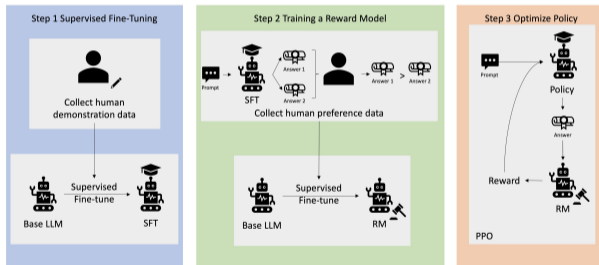 Step 1 Supervised Fine-Tuning
Collect human
demonstration data
Supervised
Fine-tune
Base LLM
SFT
Step 2 Training a Reward Model
Prompt
SFT
Answer 1
Answer 2
Answer 1
>
Answer 2
Collect human preference data
Supervised
Fine-tune
Base LLM
RM
Step 3 Optimize Policy
Prompt
Policy
Answer
Reward
RM
PPO